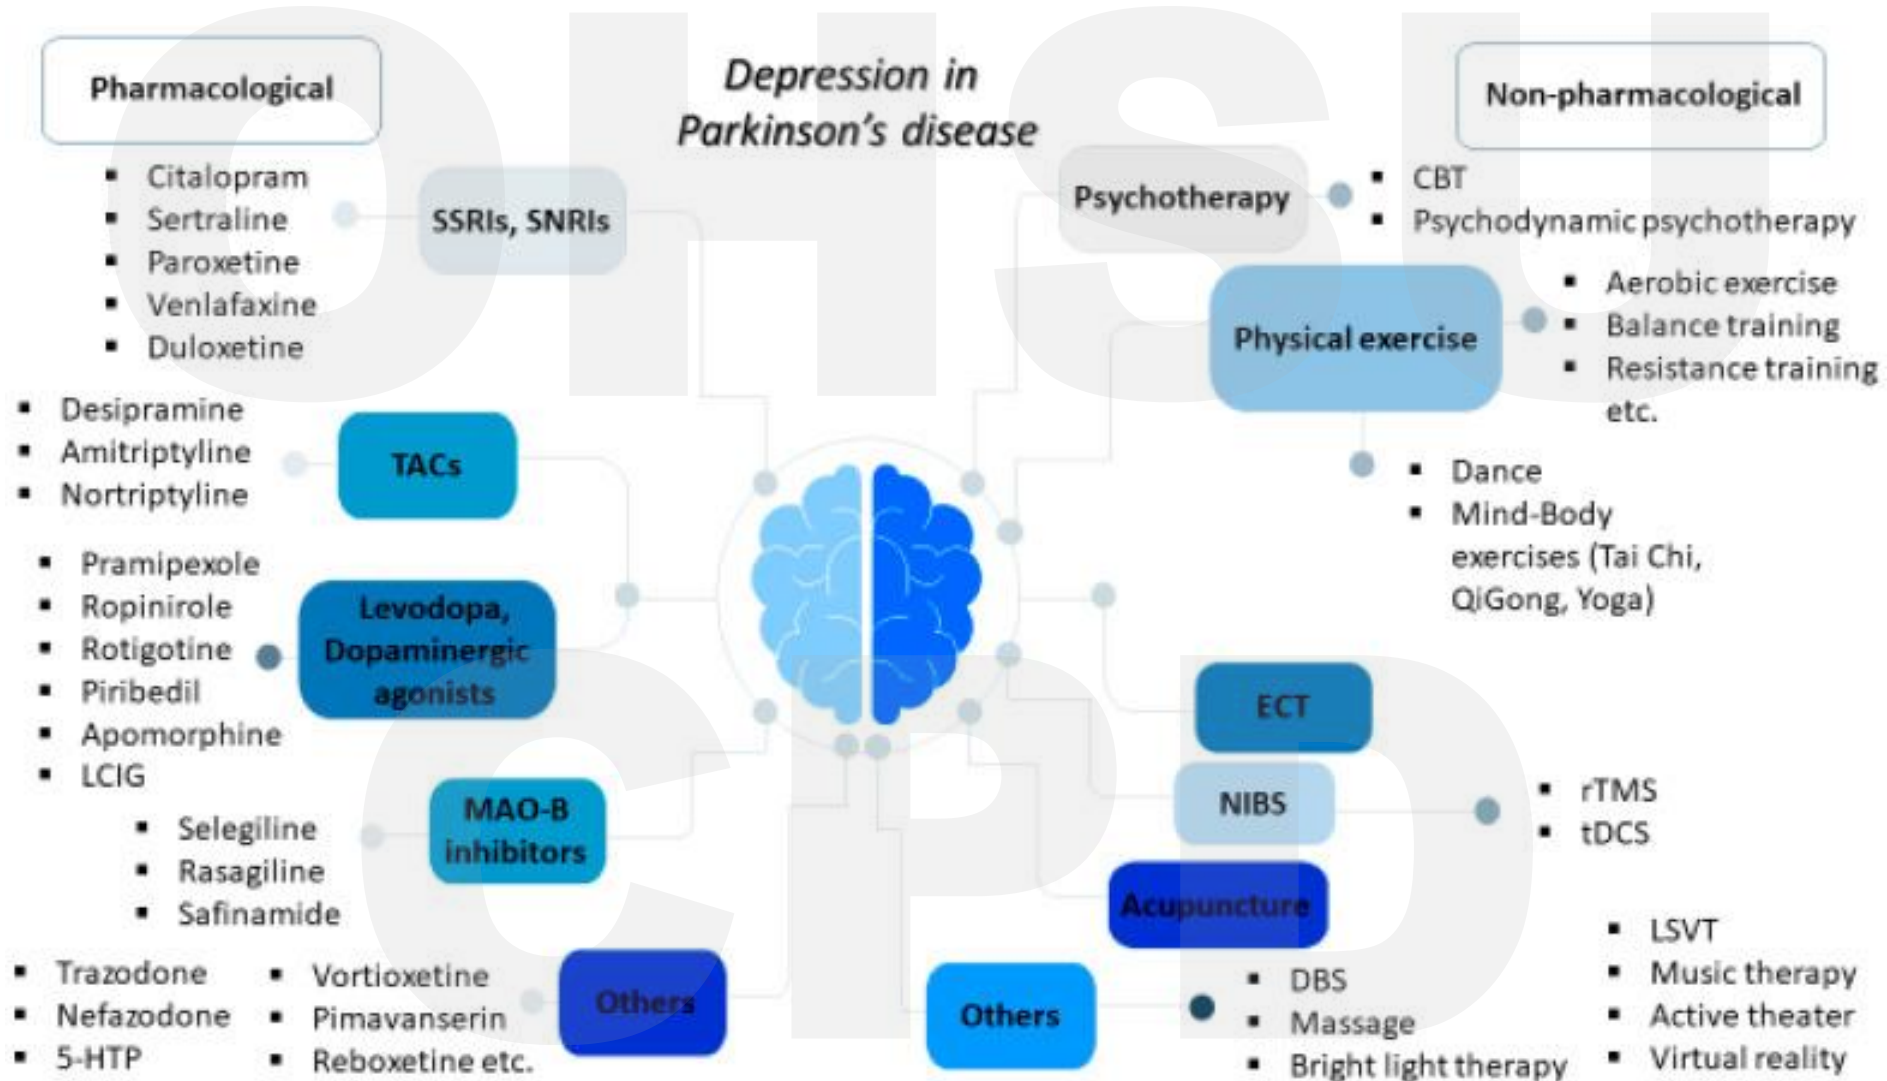 OHSU
CPD
Depression in
Parkinson's disease
Pharmacological
▪ Citalopram
▪ Sertraline
▪ Paroxetine
▪ Venlafaxine
▪ Duloxetine
SSRIs, SNRIs
▪ Desipramine
▪ Amitriptyline
▪ Nortriptyline
TACs
▪ Pramipexole
▪ Ropinirole
▪ Rotigotine
▪ Piribedil
▪ Apomorphine
▪ LCIG
Levodopa,
Dopaminergic
agonists
▪ Selegiline
▪ Rasagiline
▪ Safinamide
MAO-B
inhibitors
▪ Trazodone
▪ Nefazodone
▪ 5-HTP
▪ Vortioxetine
▪ Pimavanserin
▪ Reboxetine etc.
Others
Non-pharmacological
Psychotherapy
▪ CBT
▪ Psychodynamic psychotherapy
Physical exercise
▪ Aerobic exercise
▪ Balance training
▪ Resistance training
etc.
▪ Dance
▪ Mind-Body
exercises (Tai Chi,
QiGong, Yoga)
ECT
NIBS
▪ rTMS
▪ tDCS
Acupuncture
Others
▪ DBS
▪ Massage
▪ Bright light therapy
▪ LSVT
▪ Music therapy
▪ Active theater
▪ Virtual reality